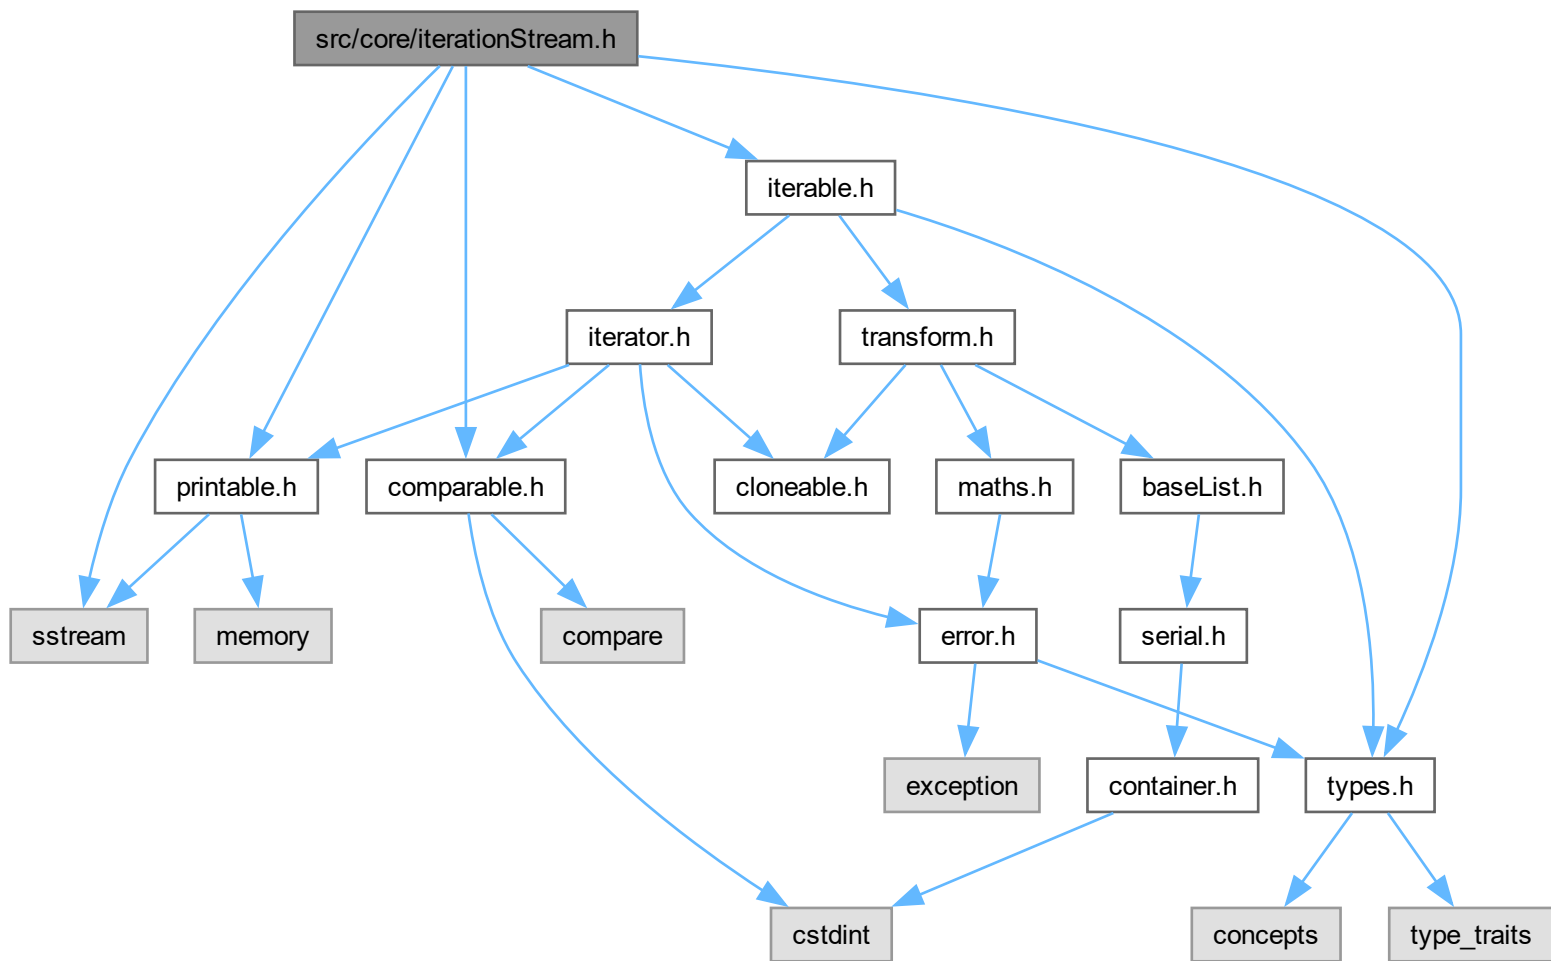 src/core/iterationStream.h
iterable.h
iterator.h
transform.h
printable.h
comparable.h
cloneable.h
maths.h
baseList.h
sstream
memory
compare
error.h
serial.h
exception
container.h
types.h
cstdint
concepts
type_traits